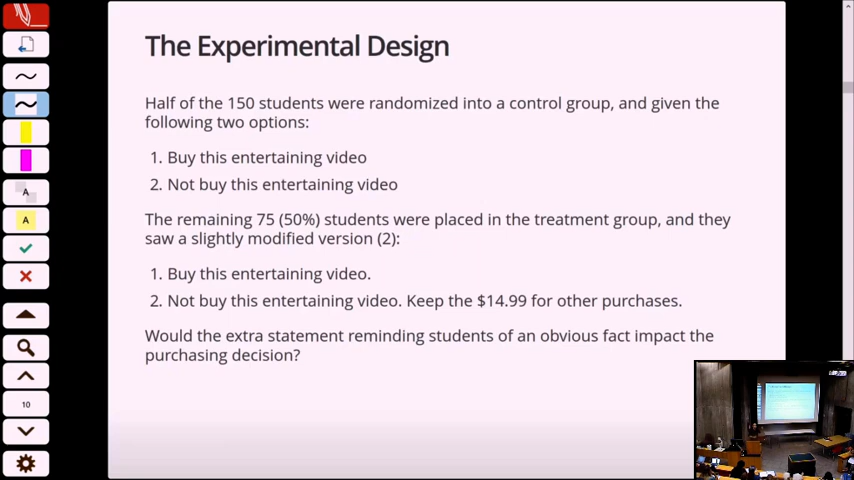 The Experimental Design
Half of the 150 students were randomized into a control group, and given the
following two options:
1. Buy this entertaining video
2. Not buy this entertaining video
The remaining 75 (50%) students were placed in the treatment group, and they
saw a slightly modified version (2):
1. Buy this entertaining video.
2. Not buy this entertaining video. Keep the $14.99 for other purchases.
Would the extra statement reminding students of an obvious fact impact the
purchasing decision?
A
A
10